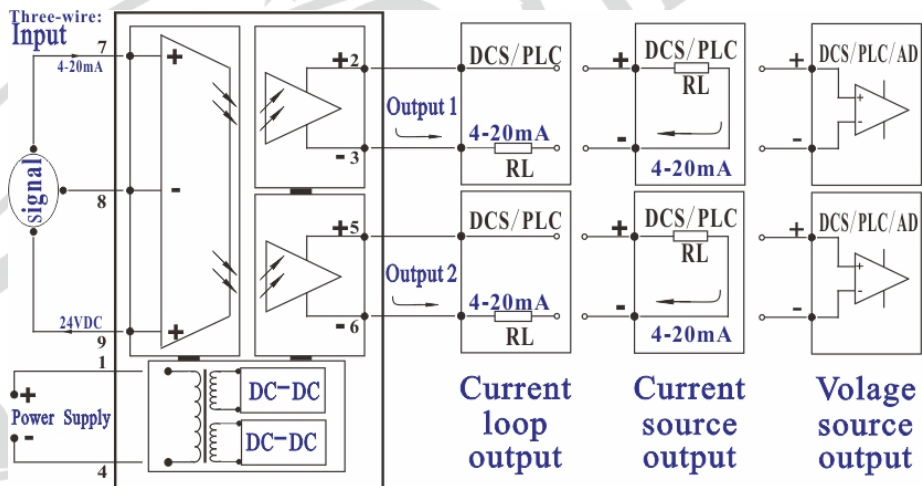 Three-wire:
Input
7
4-20mA
signal
8
24VDC
9
1
Power Supply
4
+
-
+
+
-
+2
-3
+5
-6
DC-DC
DC-DC
Output 1
Output 2
DCS/PLC
4-20mA
RL
DCS/PLC
4-20mA
RL
+
DCS/PLC
RL
-
4-20mA
+
DCS/PLC
RL
-
4-20mA
+
DCS/PLC/AD
+
-
-
+
DCS/PLC/AD
+
-
-
Current
loop
output
Current
source
output
Volage
source
output